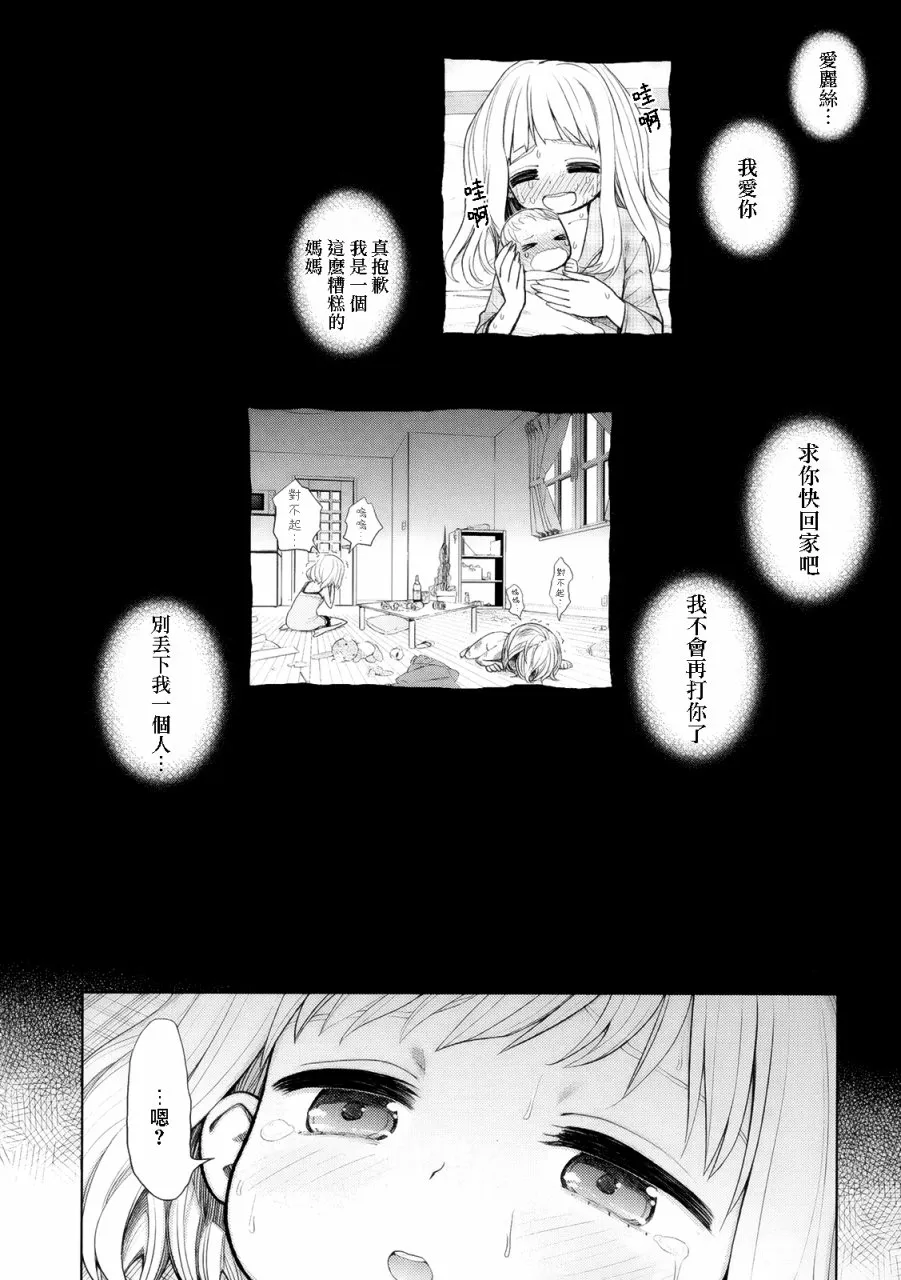 愛麗絲…
我愛你
哇啊
哇啊
真抱歉
我是一個
這麼糟糕的
媽媽
求你快回家吧
我不會再打你了
對不起…
嗚嗚…
對不起…
嗚嗚…
別丟下我一個人…
…嗯?